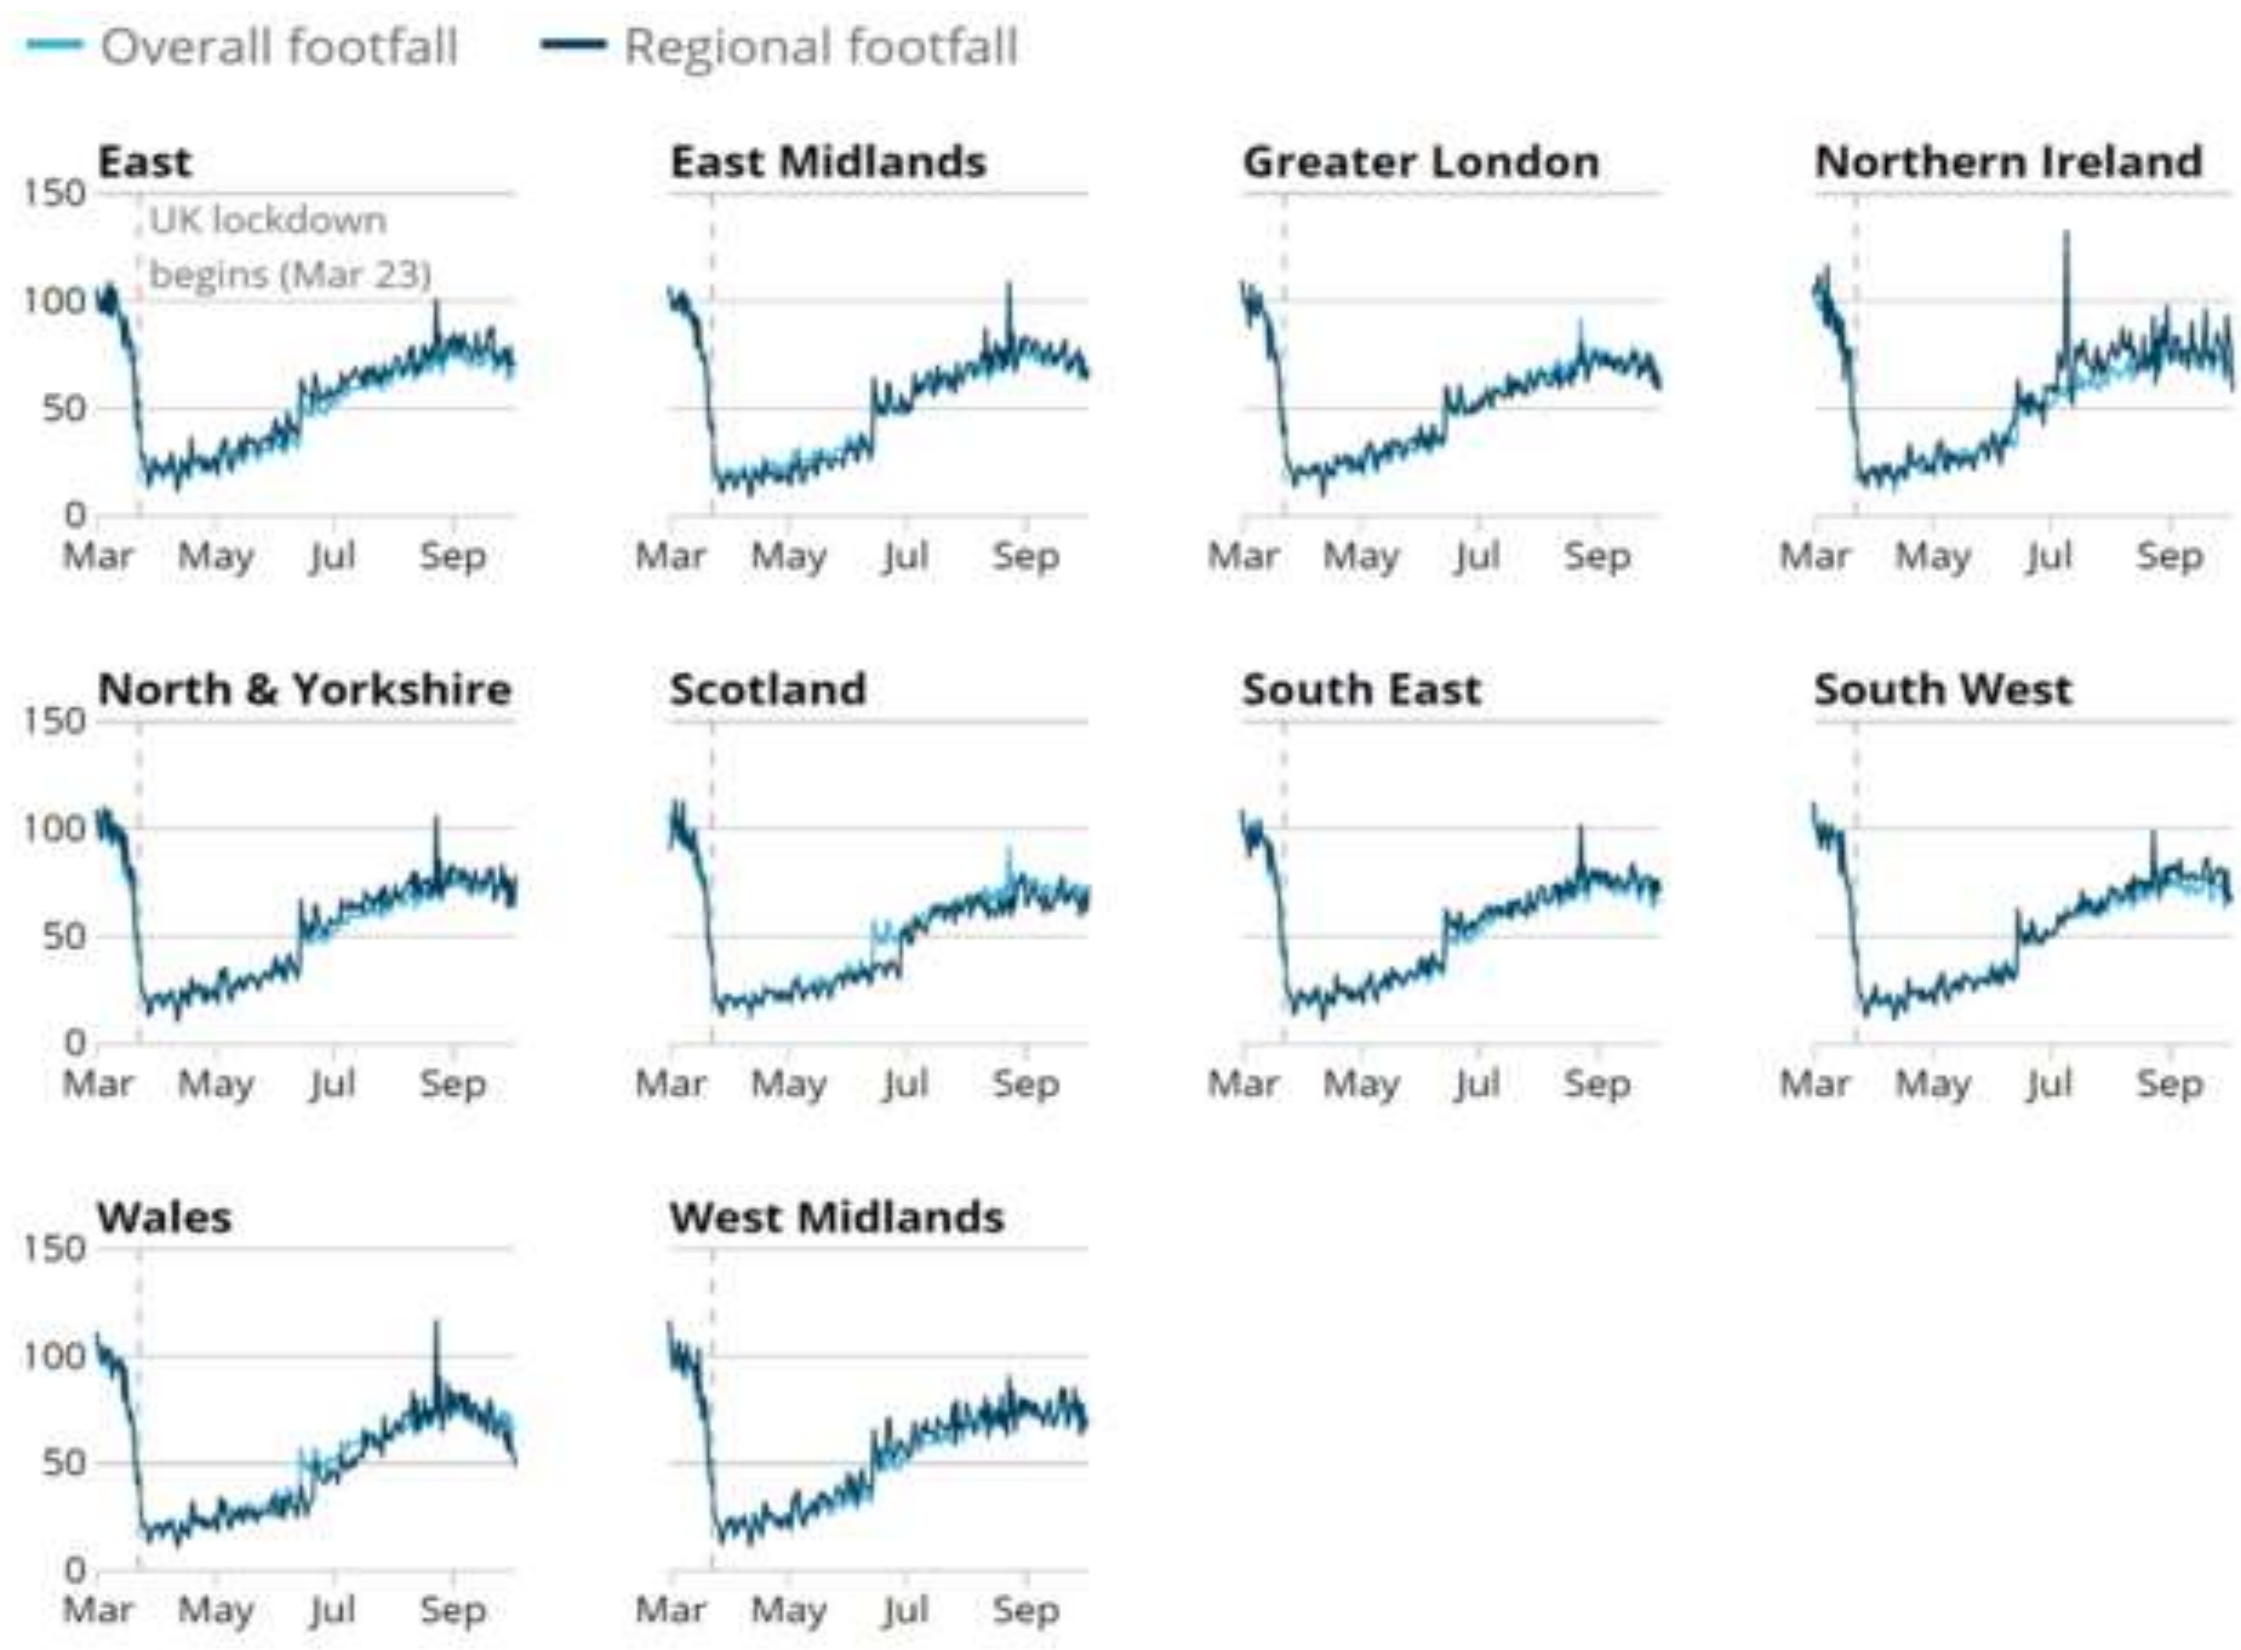 Overall footfall Regional footfall
East East Midlands Greater London Northern Ireland
150
UK lockdown
begins (Mar 23)
100
50
0
Mar May Jul Sep Mar May Jul Sep Mar May Jul Sep Mar May Jul Sep
North & Yorkshire Scotland South East South West
150
100
50
0
Mar May Jul Sep Mar May Jul Sep Mar May Jul Sep Mar May Jul Sep
Wales West Midlands
150
100
50
0
Mar May Jul Sep Mar May Jul Sep